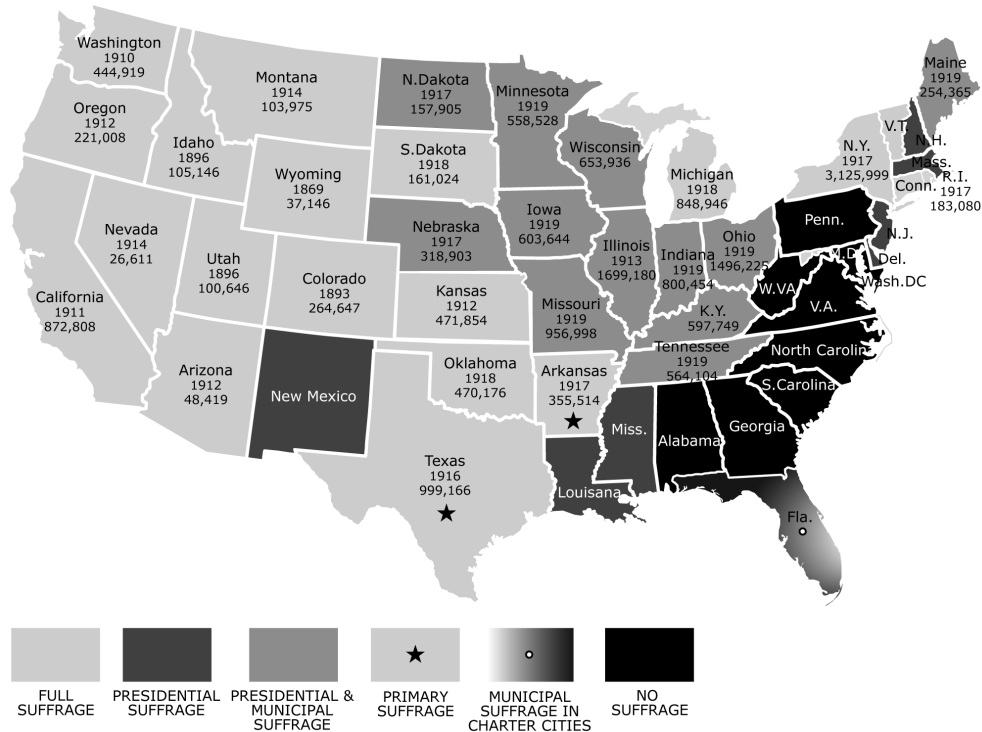 Washington
1910
444,919
Oregon
1912
221,008
Idaho
1896
105,146
Montana
1914
103,975
Wyoming
1869
37,146
N.Dakota
1917
157,905
S.Dakota
1918
161,024
Minnesota
1919
558,528
Wisconsin
653,936
Michigan
1918
848,946
Maine
1919
254,365
V.T.
N.H.
N.Y.
1917
3,125,999
Mass.
Conn.
R.I.
1917
183,080
Nevada
1914
26,611
Utah
1896
100,646
Colorado
1893
264,647
Nebraska
1917
318,903
Kansas
1912
471,854
Iowa
1919
603,644
Illinois
1913
1699,180
Indiana
1919
800,454
Ohio
1919
1496,225
Penn.
N.J.
Del.
M.D.
Wash.DC
W.VA
V.A.
California
1911
872,808
Arizona
1912
48,419
New Mexico
Oklahoma
1918
470,176
Missouri
1919
956,998
K.Y.
597,749
Tennessee
1919
564,104
North Carolin
S.Carolina
Arkansas
1917
355,514
Texas
1916
999,166
Louisana
Miss.
Alabama
Georgia
Fla.
FULL
SUFFRAGE
PRESIDENTIAL
SUFFRAGE
PRESIDENTIAL &
MUNICIPAL
SUFFRAGE
PRIMARY
SUFFRAGE
MUNICIPAL
SUFFRAGE IN
CHARTER CITIES
NO
SUFFRAGE